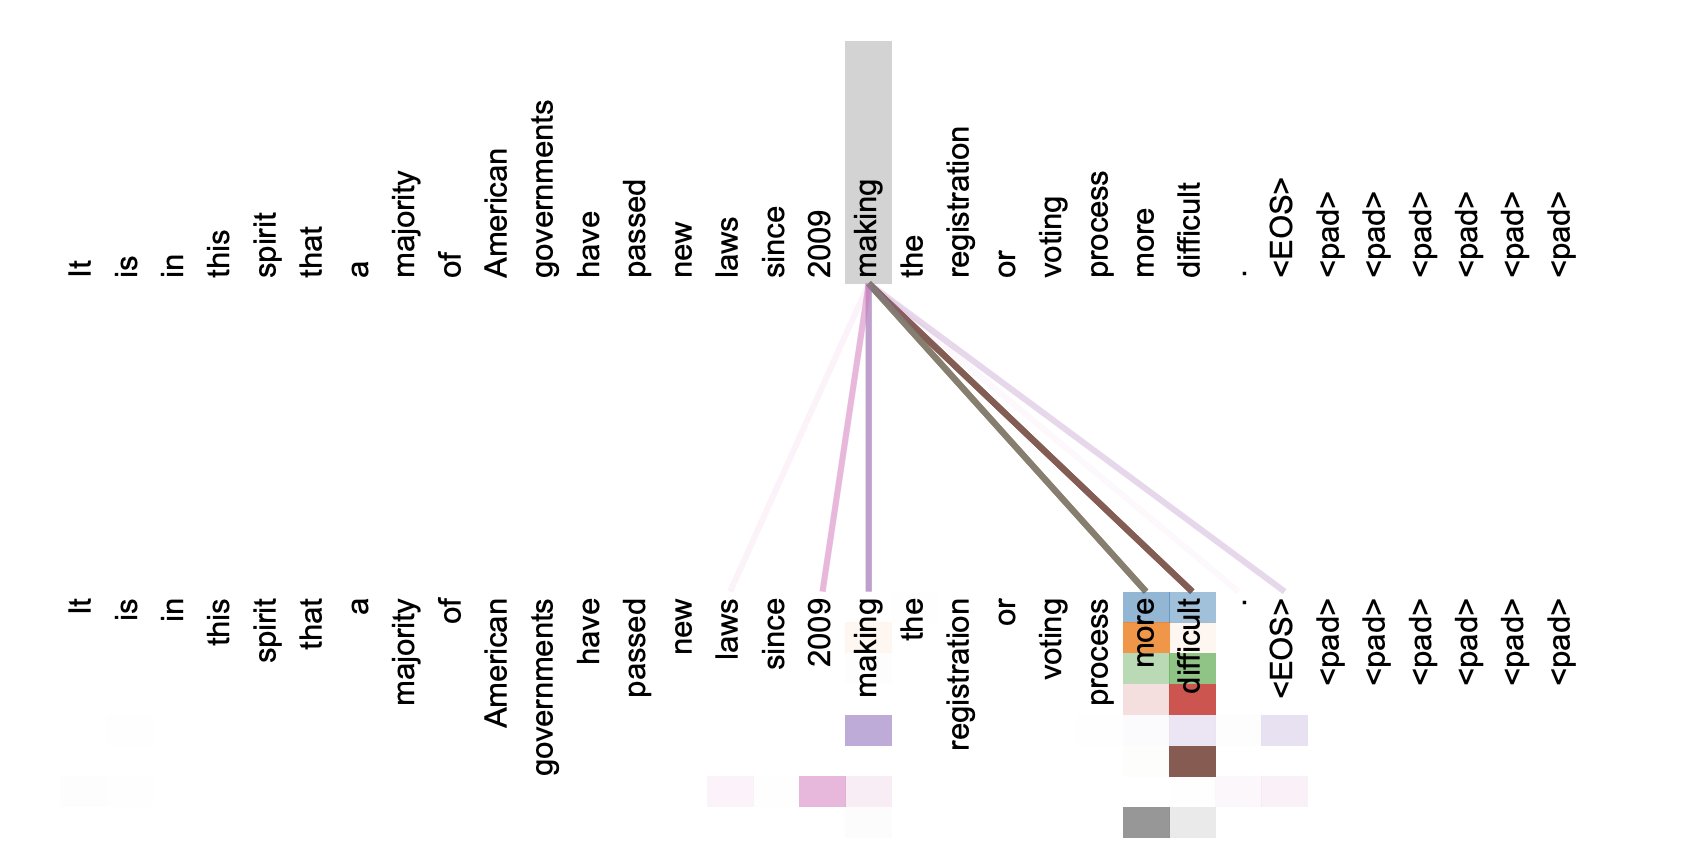 It is in this spirit that a majority of American governments have passed new laws since 2009 making the registration or voting process more difficult . <EOS> <pad> <pad> <pad> <pad> <pad> <pad>
It is in this spirit that a majority of American governments have passed new laws since 2009 making the registration or voting process more difficult . <EOS> <pad> <pad> <pad> <pad> <pad> <pad>